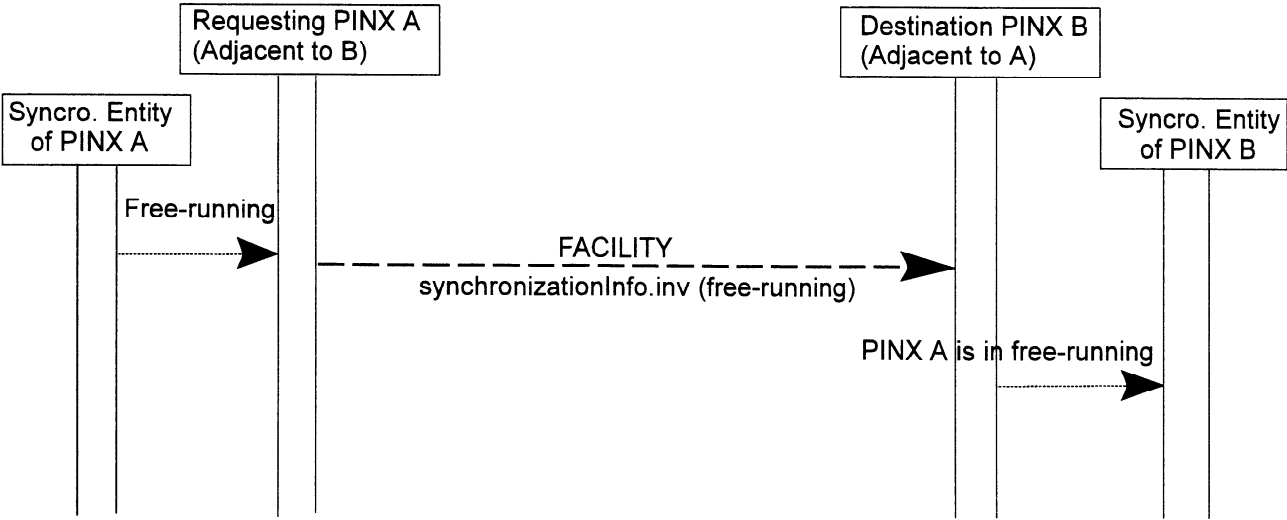 Requesting PINX A
(Adjacent to B)
Destination PINX B
(Adjacent to A)
Syncro. Entity
of PINX A
Syncro. Entity
of PINX B
Free-running
FACILITY
synchronizationInfo.inv (free-running)
PINX A is in free-running